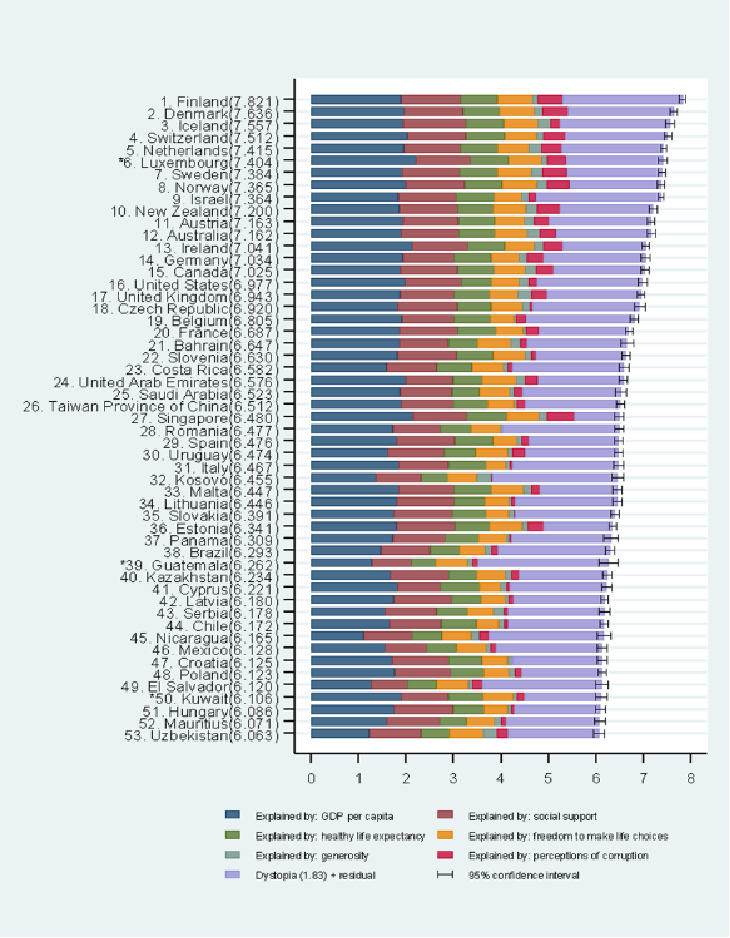 1. Finland(7.821)
2. Denmark(7.636)
3. Iceland(7.557)
4. Switzerland(7.512)
5. Netherlands(7.415)
*6. Luxembourg(7.404)
7. Sweden(7.384)
8. Norway(7.365)
9. Israel(7.364)
10. New Zealand(7.200)
11. Austria(7.163)
12. Australia(7.162)
13. Ireland(7.041)
14. Germany(7.034)
15. Canada(7.025)
16. United States(6.977)
17. United Kingdom(6.943)
18. Czech Republic(6.920)
19. Belgium(6.805)
20. France(6.687)
21. Bahrain(6.647)
22. Slovenia(6.630)
23. Costa Rica(6.582)
24. United Arab Emirates(6.576)
25. Saudi Arabia(6.523)
26. Taiwan Province of China(6.512)
27. Singapore(6.480)
28. Romania(6.477)
29. Spain(6.476)
30. Uruguay(6.474)
31. Italy(6.467)
32. Kosovo(6.455)
33. Malta(6.447)
34. Lithuania(6.446)
35. Slovakia(6.391)
36. Estonia(6.341)
37. Panama(6.309)
38. Brazil(6.293)
*39. Guatemala(6.262)
40. Kazakhstan(6.234)
41. Cyprus(6.221)
42. Latvia(6.180)
43. Serbia(6.178)
44. Chile(6.172)
45. Nicaragua(6.165)
46. Mexico(6.128)
47. Croatia(6.125)
48. Poland(6.123)
49. El Salvador(6.120)
*50. Kuwait(6.106)
51. Hungary(6.086)
52. Mauritius(6.071)
53. Uzbekistan(6.063)
0 1 2 3 4 5 6 7 8
Explained by: GDP per capita Explained by: social support
Explained by: healthy life expectancy Explained by: freedom to make life choices
Explained by: generosity Explained by: perceptions of corruption
Dystopia (1.83) + residual 95% confidence interval